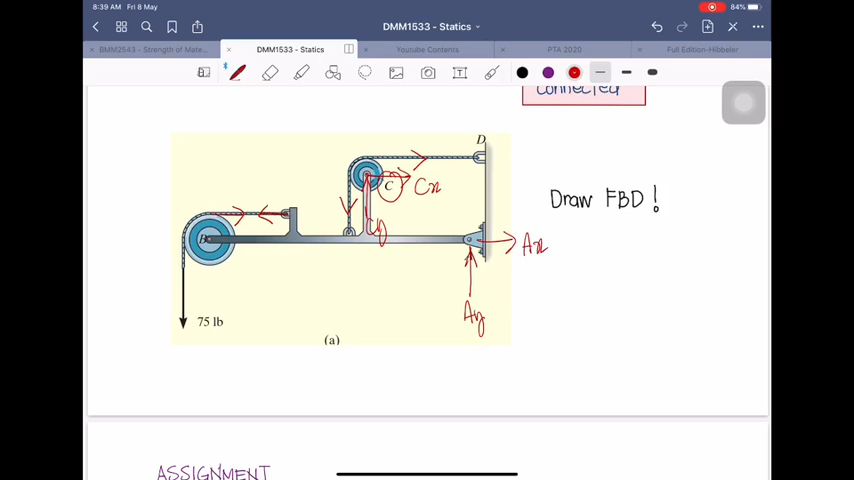 8:39 AM Fri 8 May
84%
DMM1533 - Statics
BMM2543 - Strength of Mate...
DMM1533 - Statics
Youtube Contents
PTA 2020
Full Edition-Hibbeler
connected
D
C
Cx
Draw FBD!
Cy
B
Ax
Ay
75 lb
(a)
ASSIGNMENT